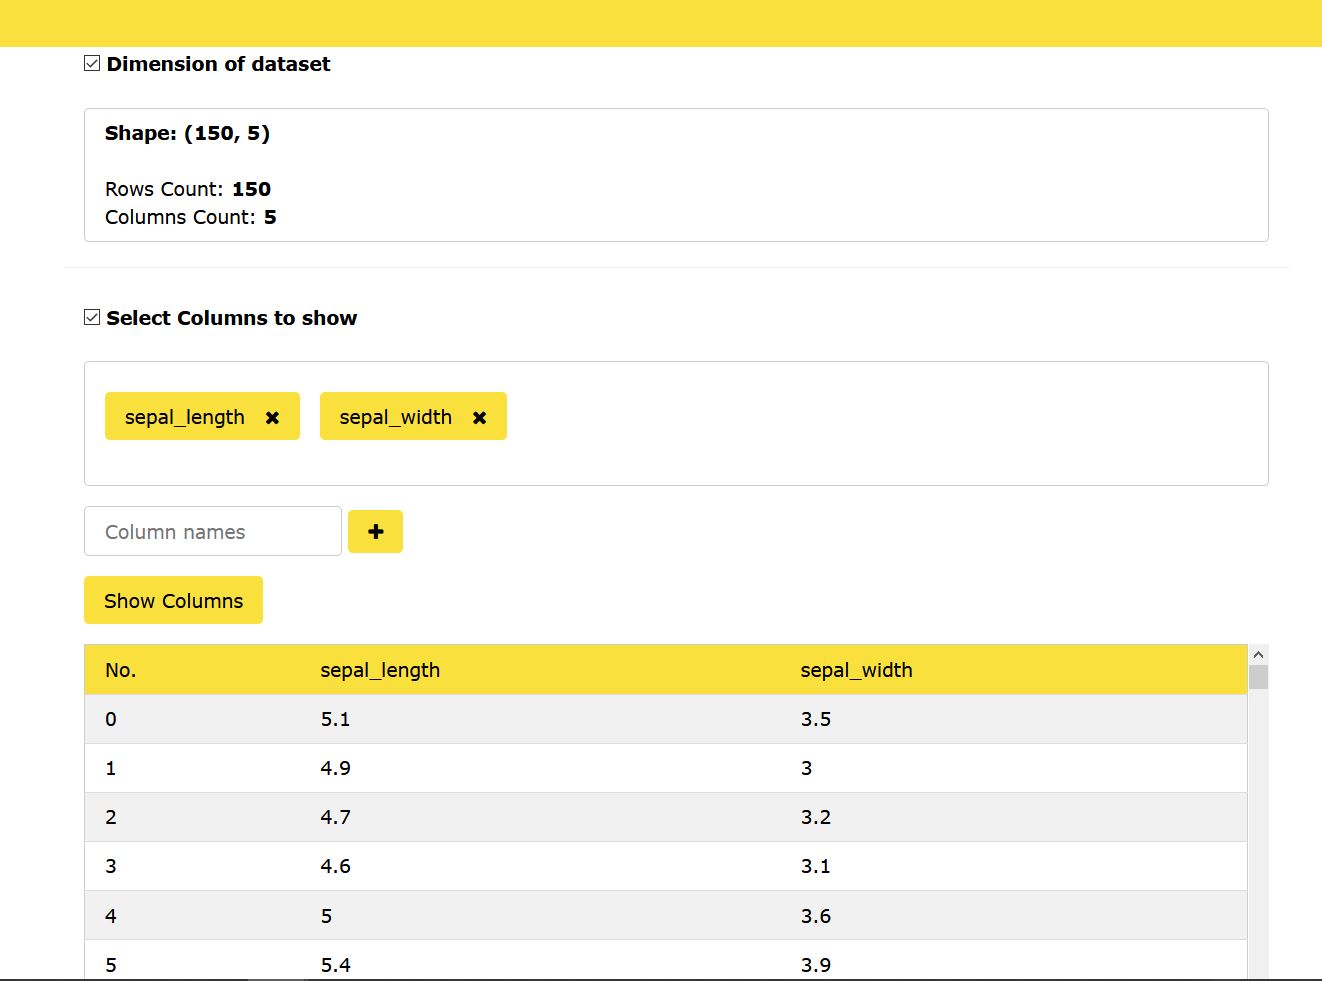 Dimension of dataset
Shape: (150, 5)
Rows Count: 150
Columns Count: 5
Select Columns to show
sepal_length sepal_width
Column names
Show Columns
No. sepal_length sepal_width
0 5.1 3.5
1 4.9 3
2 4.7 3.2
3 4.6 3.1
4 5 3.6
5 5.4 3.9